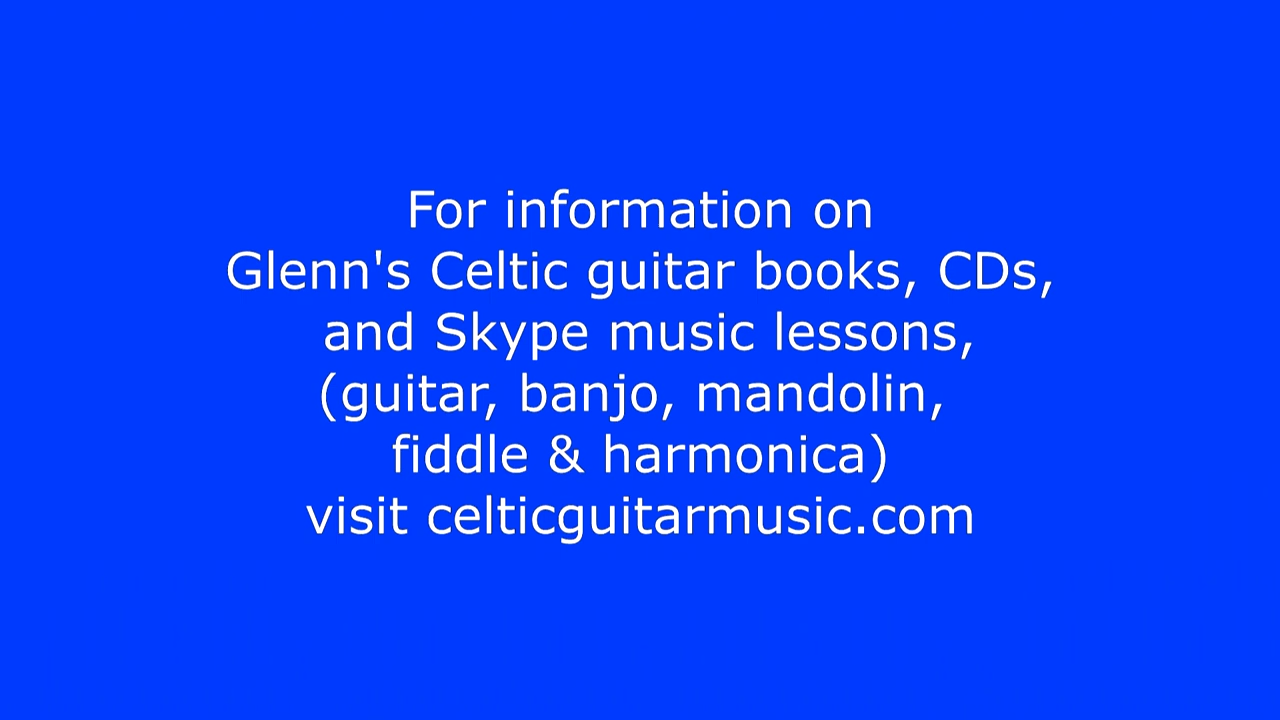 For information on
Glenn's Celtic guitar books, CDs,
and Skype music lessons,
(guitar, banjo, mandolin,
fiddle & harmonica)
visit celticguitarmusic.com